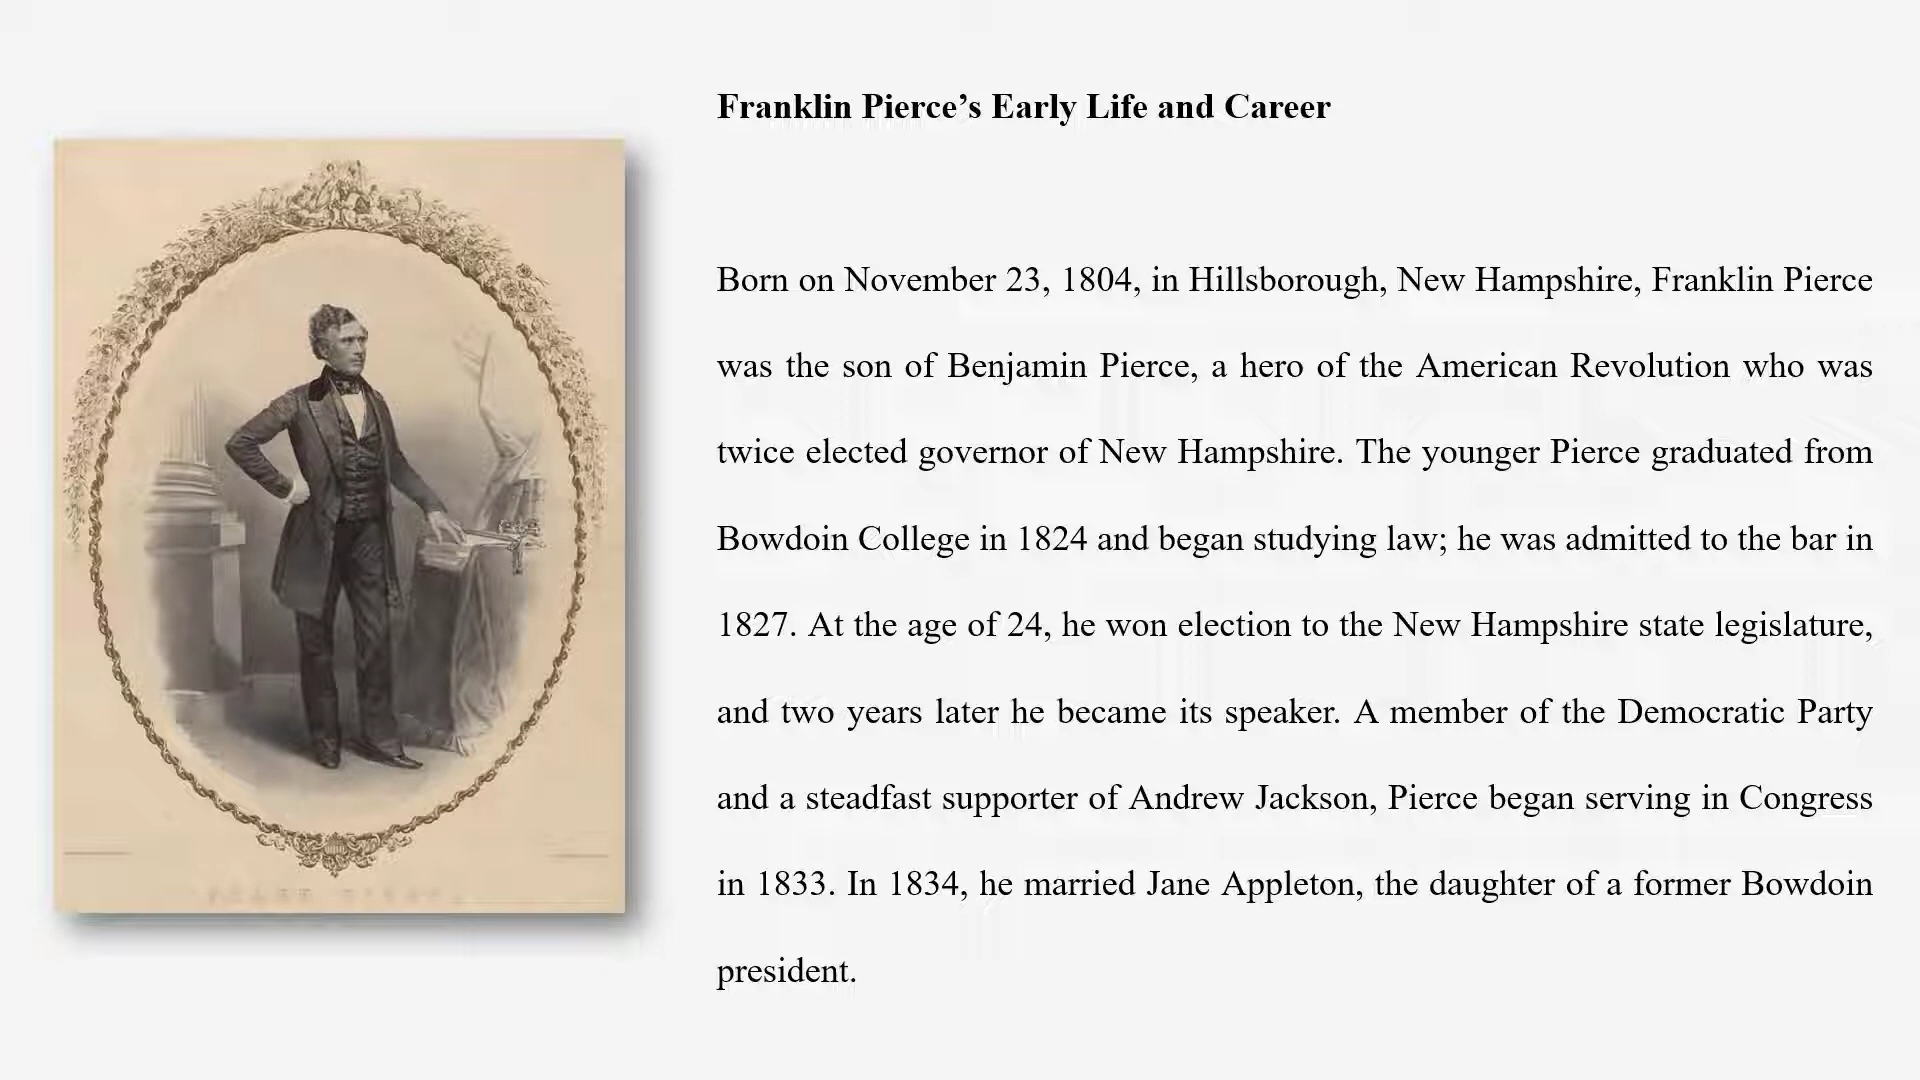 Franklin Pierce’s Early Life and Career
Born on November 23, 1804, in Hillsborough, New Hampshire, Franklin Pierce
was the son of Benjamin Pierce, a hero of the American Revolution who was
twice elected governor of New Hampshire. The younger Pierce graduated from
Bowdoin College in 1824 and began studying law; he was admitted to the bar in
1827. At the age of 24, he won election to the New Hampshire state legislature,
and two years later he became its speaker. A member of the Democratic Party
and a steadfast supporter of Andrew Jackson, Pierce began serving in Congress
in 1833. In 1834, he married Jane Appleton, the daughter of a former Bowdoin
president.